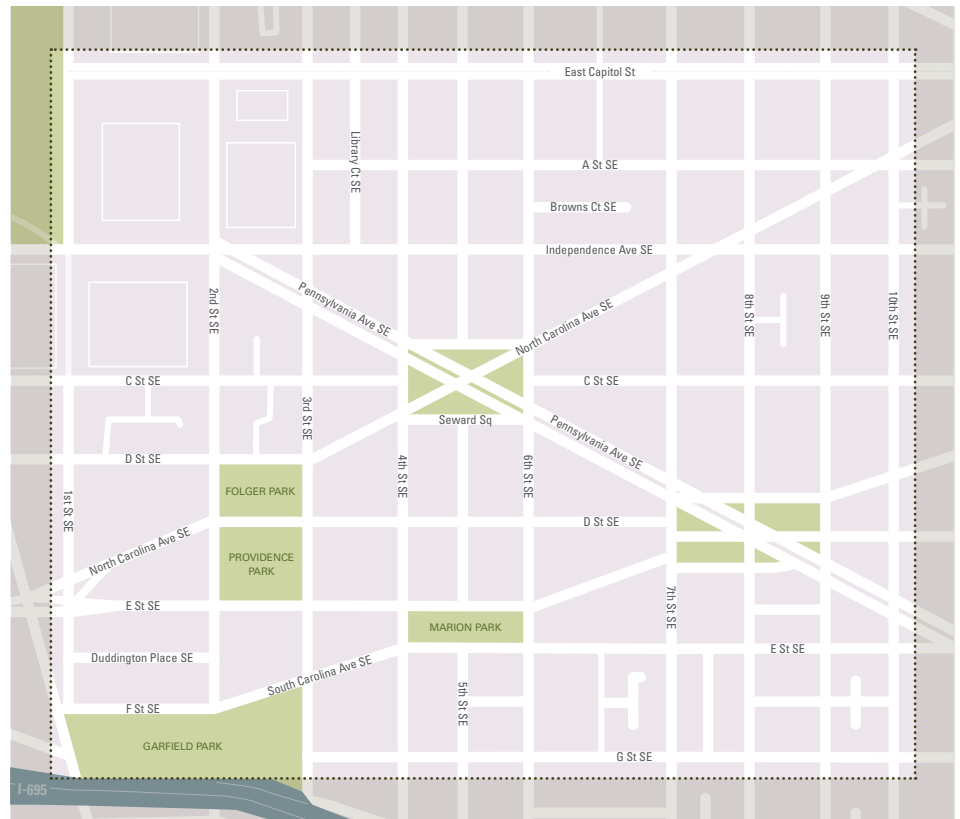 East Capitol St
Library Ct SE
A St SE
Browns Ct SE
Independence Ave SE
2nd St SE
Pennsylvania Ave SE
North Carolina Ave SE
8th St SE
9th St SE
10th St SE
C St SE
C St SE
3rd St SE
Seward Sq
Pennsylvania Ave SE
D St SE
4th St SE
6th St SE
1st St SE
FOLGER PARK
D St SE
North Carolina Ave SE
PROVIDENCE
PARK
7th St SE
E St SE
MARION PARK
E St SE
Duddington Place SE
South Carolina Ave SE
5th St SE
F St SE
GARFIELD PARK
G St SE
I-695